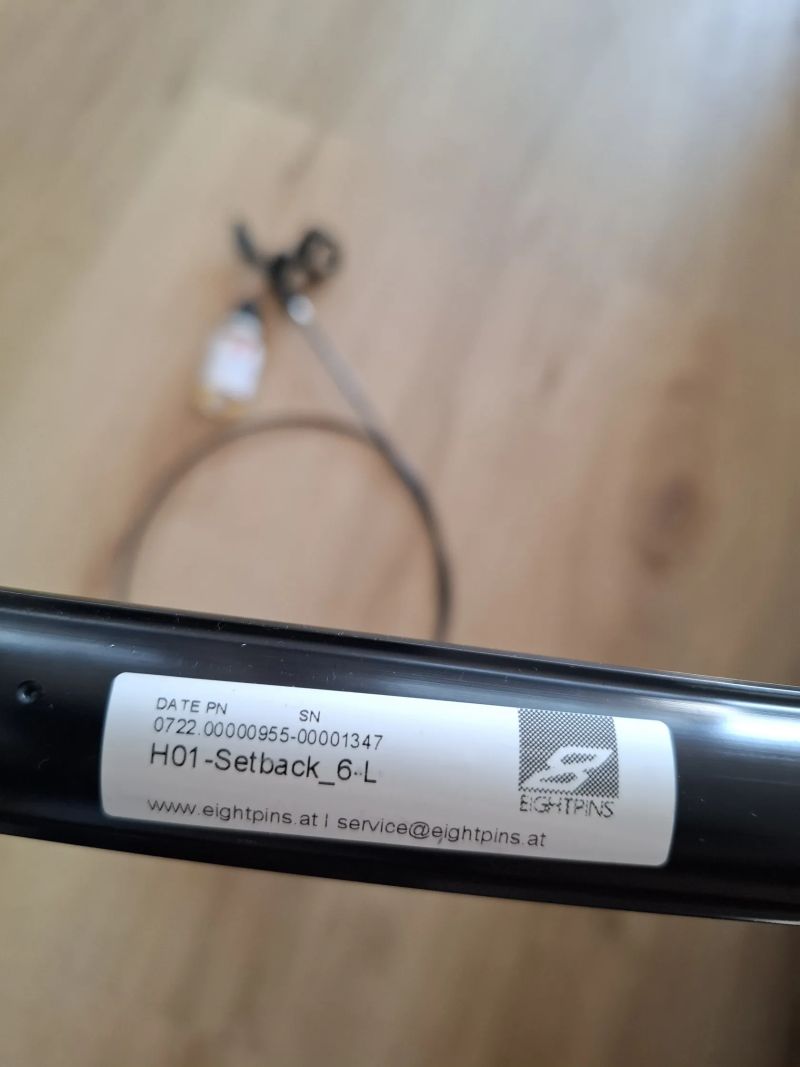 DATE PN SN
0722.00000955-00001347
H01-Setback_6-L
www.eightpins.at | service@eightpins.at
EIGHTPINS